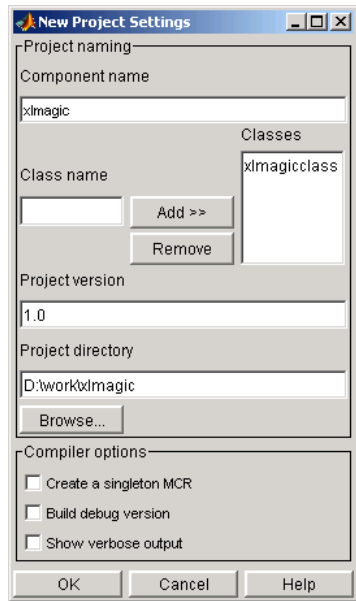 New Project Settings
Project naming
Component name
xlmagic
Classes
xlmagicclass
Class name
Add >>
Remove
Project version
1.0
Project directory
D:\work\xlmagic
Browse...
Compiler options
Create a singleton MCR
Build debug version
Show verbose output
OK
Cancel
Help